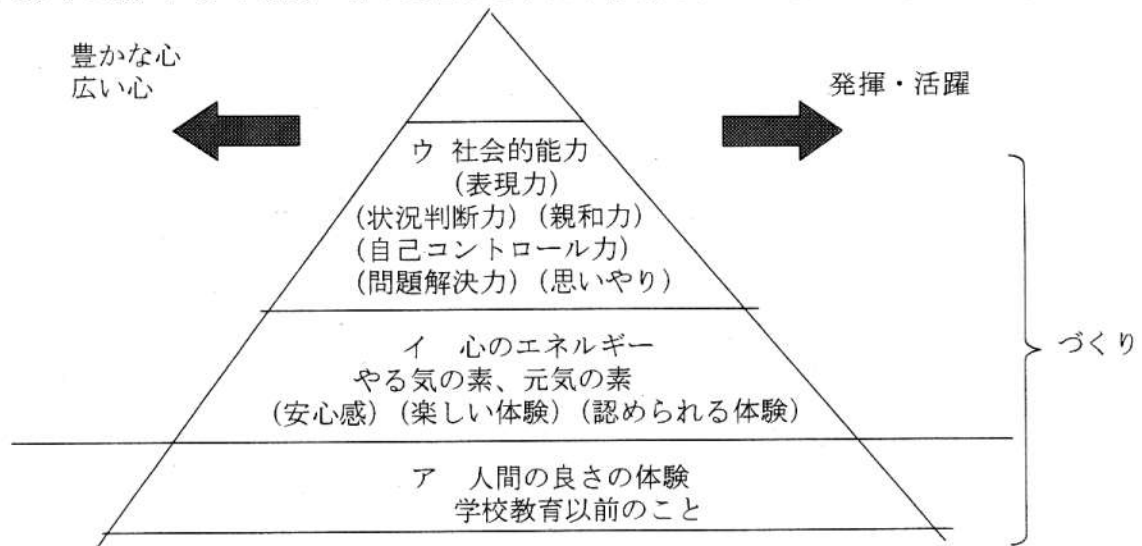 豊かな心
広い心
発揮・活躍
ウ 社会的能力
(表現力)
(状況判断力) (親和力)
(自己コントロール力)
(問題解決力) (思いやり)
イ 心のエネルギー
やる気の素、元気の素
(安心感) (楽しい体験) (認められる体験)
づくり
ア 人間の良さの体験
学校教育以前のこと